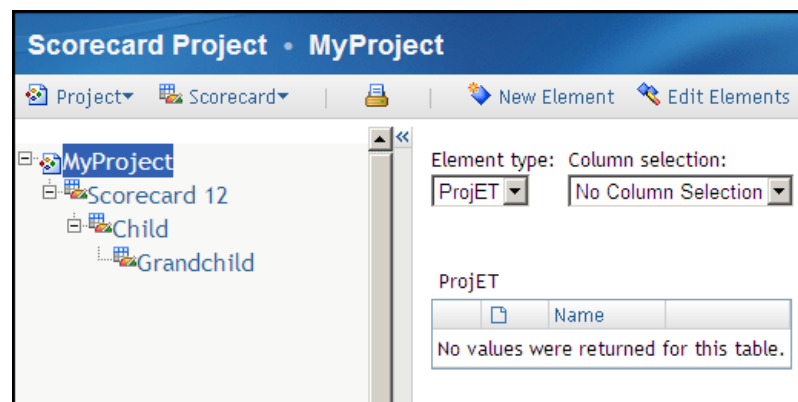 Scorecard Project • MyProject
Project Scorecard New Element Edit Elements
MyProject
Scorecard 12
Child
Grandchild
Element type: Column selection:
ProjET No Column Selection
ProjET
Name
No values were returned for this table.